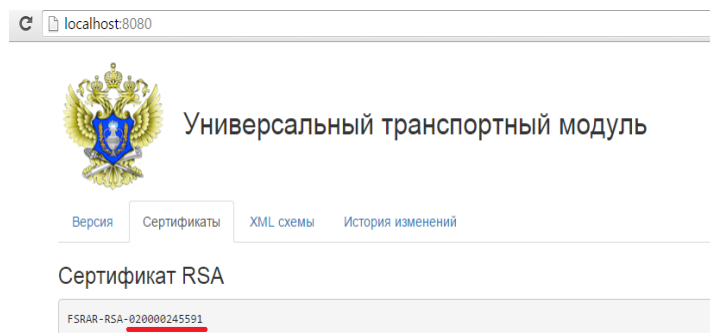 localhost:8080
Универсальный транспортный модуль
Версия Сертификаты XML схемы История изменений
Сертификат RSA
FSRAR-RSA-020000245591